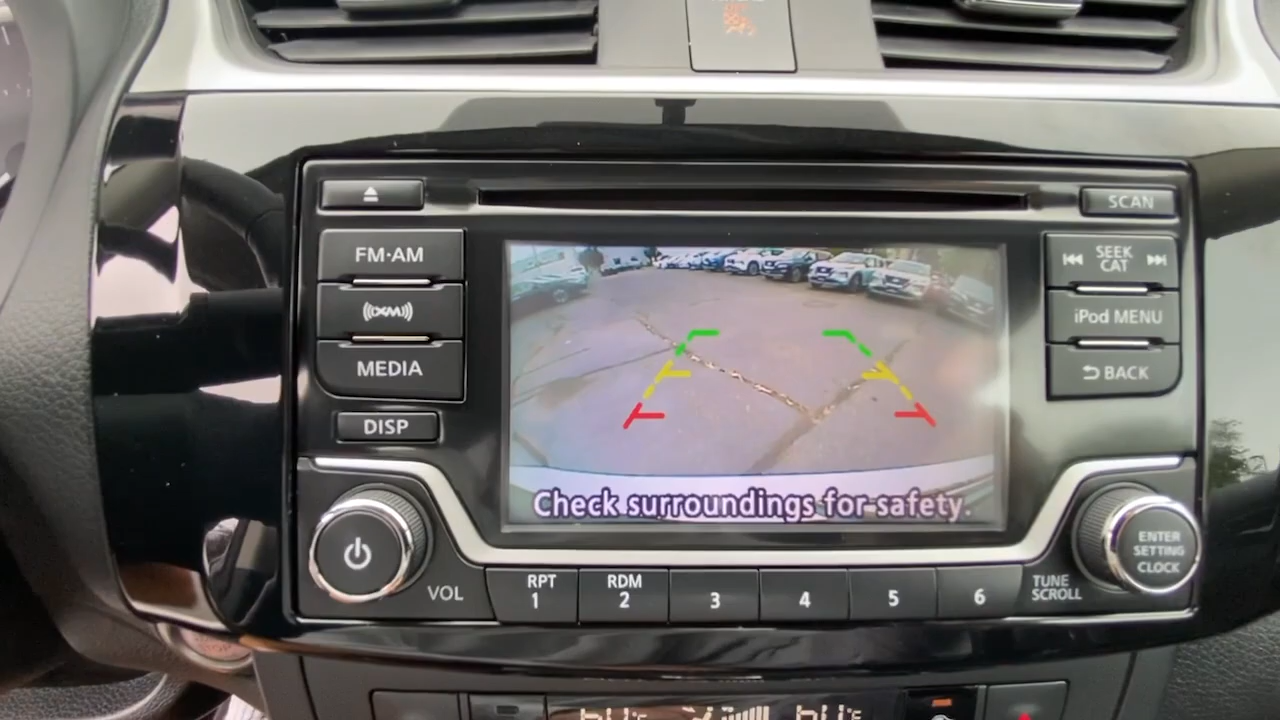 SCAN
FM·AM
SEEK
CAT
XM
iPod MENU
MEDIA
BACK
DISP
Check surroundings for safety.
VOL
RPT
1
RDM
2
3
4
5
6
TUNE
SCROLL
ENTER
SETTING
CLOCK